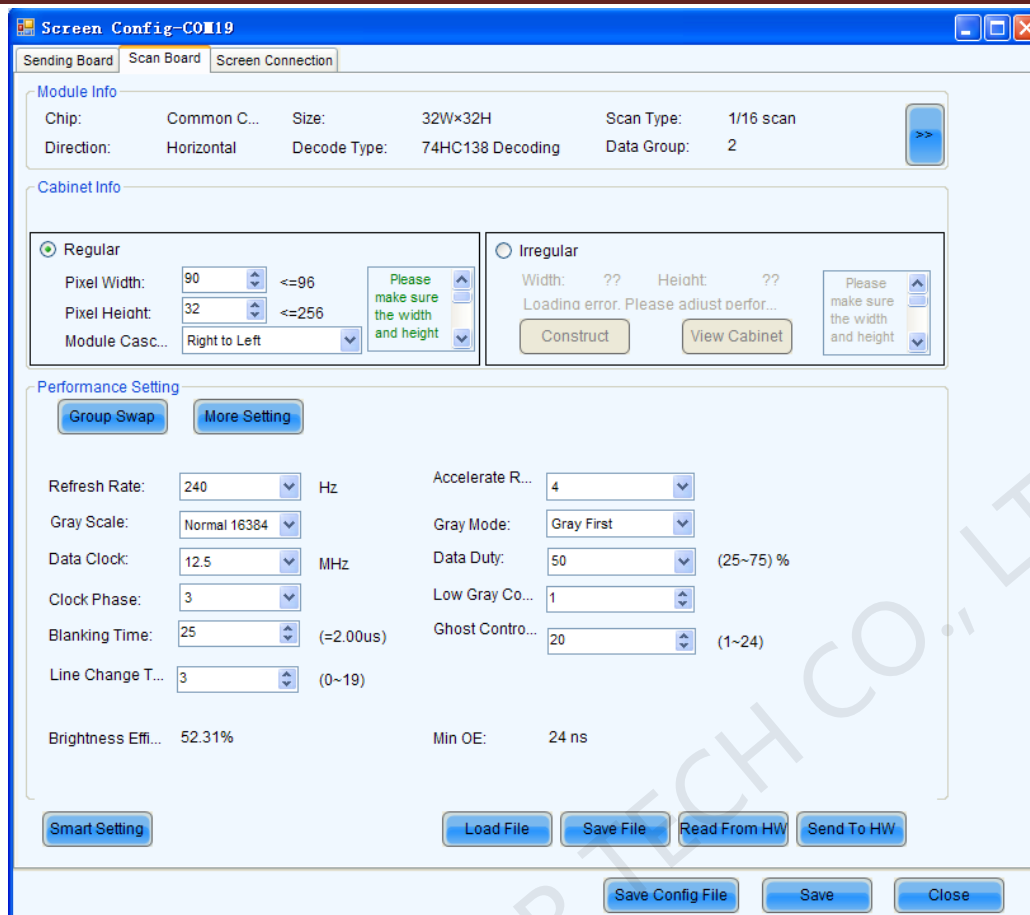 Screen Config-COM19
Sending Board Scan Board Screen Connection
Module Info
Chip: Common C... Size: 32W×32H Scan Type: 1/16 scan
>>
Direction: Horizontal Decode Type: 74HC138 Decoding Data Group: 2
Cabinet Info
Regular
Pixel Width: 90 <=96
Pixel Height: 32 <=256
Module Casc... Right to Left
Please
make sure
the width
and height
Irregular
Width: ?? Height: ??
Loading error. Please adjust perfor...
Construct View Cabinet
Please
make sure
the width
and height
Performance Setting
Group Swap More Setting
Refresh Rate: 240 Hz Accelerate R... 4
Gray Scale: Normal 16384 Gray Mode: Gray First
Data Clock: 12.5 MHz Data Duty: 50 (25~75) %
Clock Phase: 3 Low Gray Co... 1
Blanking Time: 25 (=2.00us) Ghost Contro... 20 (1~24)
Line Change T... 3 (0~19)
Brightness Effi... 52.31% Min OE: 24 ns
Smart Setting Load File Save File Read From HW Send To HW
Save Config File Save Close
TECH CO., LT